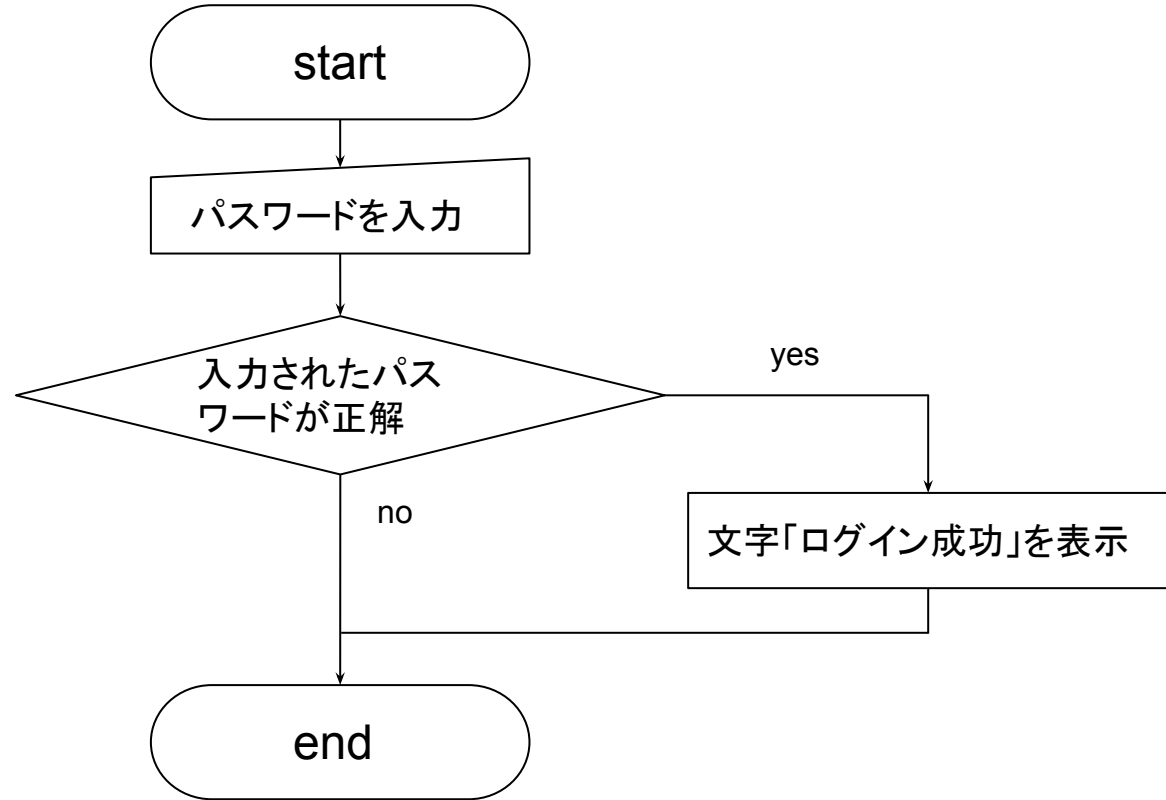 start
パスワードを入力
入力されたパス
ワードが正解
yes
no
文字「ログイン成功」を表示
end